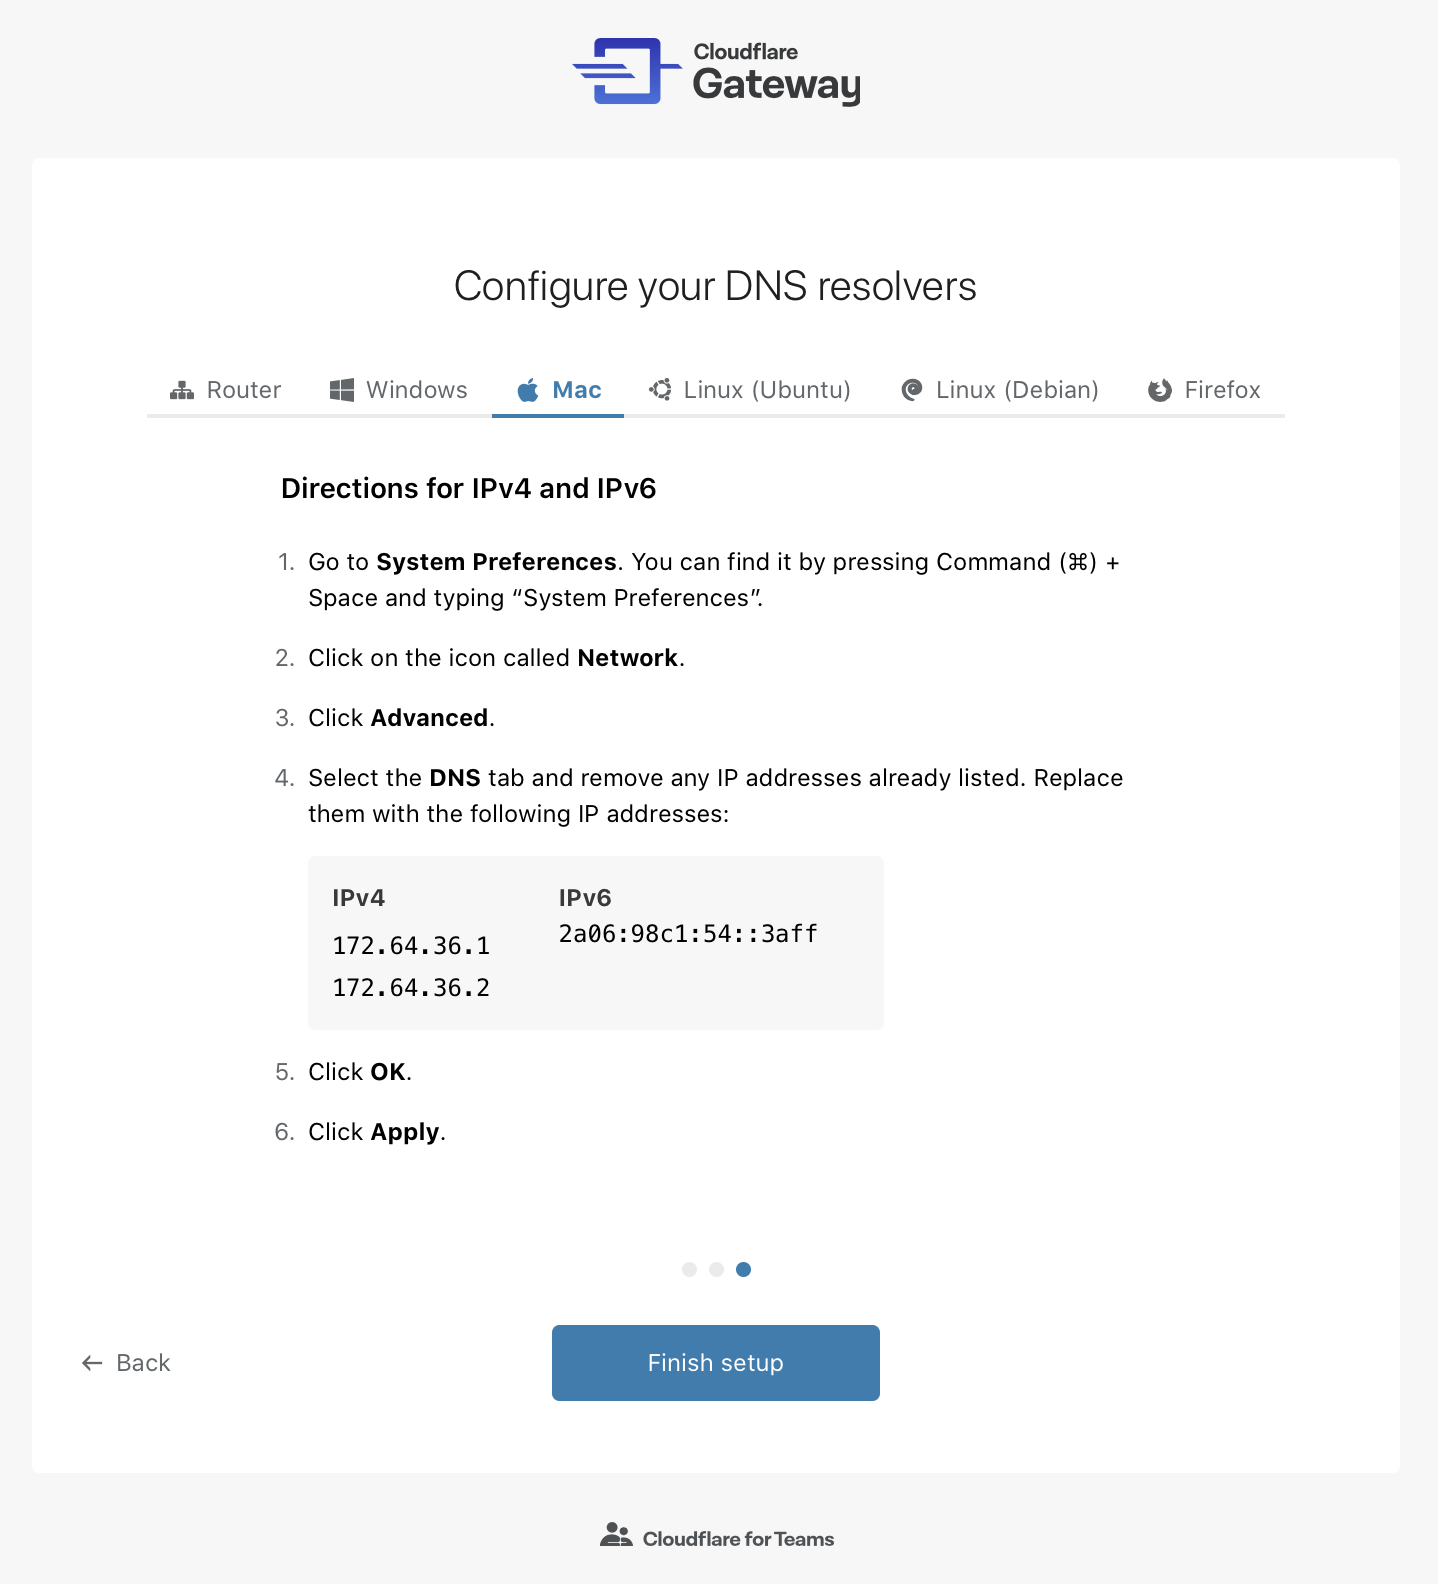 Cloudflare
Gateway
Configure your DNS resolvers
Router Windows Mac Linux (Ubuntu) Linux (Debian) Firefox
Directions for IPv4 and IPv6
1. Go to System Preferences. You can find it by pressing Command (⌘) +
Space and typing “System Preferences”.
2. Click on the icon called Network.
3. Click Advanced.
4. Select the DNS tab and remove any IP addresses already listed. Replace
them with the following IP addresses:
IPv4 IPv6
172.64.36.1 2a06:98c1:54::3aff
172.64.36.2
5. Click OK.
6. Click Apply.
← Back Finish setup
Cloudflare for Teams